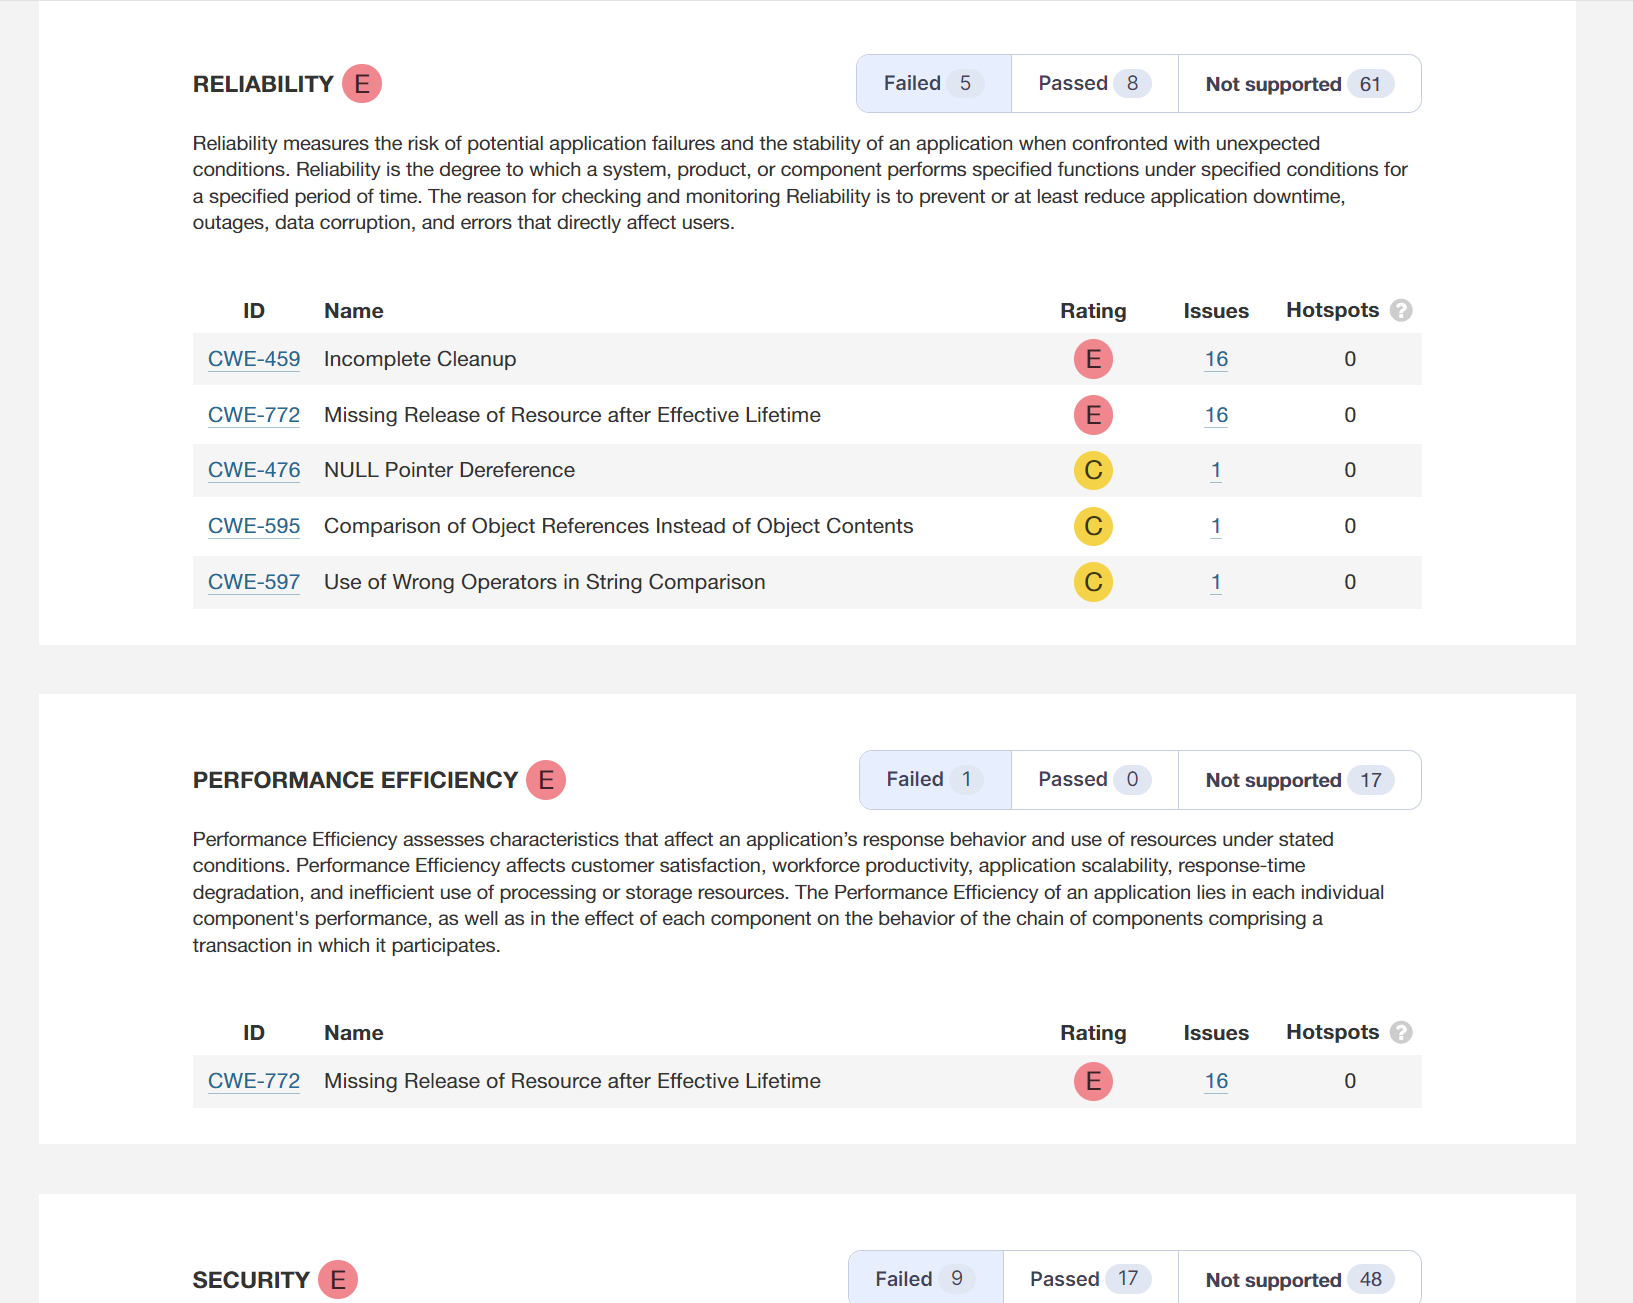 RELIABILITY E Failed 5 Passed 8 Not supported 61
Reliability measures the risk of potential application failures and the stability of an application when confronted with unexpected
conditions. Reliability is the degree to which a system, product, or component performs specified functions under specified conditions for
a specified period of time. The reason for checking and monitoring Reliability is to prevent or at least reduce application downtime,
outages, data corruption, and errors that directly affect users.
ID Name Rating Issues Hotspots ?
CWE-459 Incomplete Cleanup E 16 0
CWE-772 Missing Release of Resource after Effective Lifetime E 16 0
CWE-476 NULL Pointer Dereference C 1 0
CWE-595 Comparison of Object References Instead of Object Contents C 1 0
CWE-597 Use of Wrong Operators in String Comparison C 1 0
PERFORMANCE EFFICIENCY E Failed 1 Passed 0 Not supported 17
Performance Efficiency assesses characteristics that affect an application’s response behavior and use of resources under stated
conditions. Performance Efficiency affects customer satisfaction, workforce productivity, application scalability, response-time
degradation, and inefficient use of processing or storage resources. The Performance Efficiency of an application lies in each individual
component's performance, as well as in the effect of each component on the behavior of the chain of components comprising a
transaction in which it participates.
ID Name Rating Issues Hotspots ?
CWE-772 Missing Release of Resource after Effective Lifetime E 16 0
SECURITY E Failed 9 Passed 17 Not supported 48